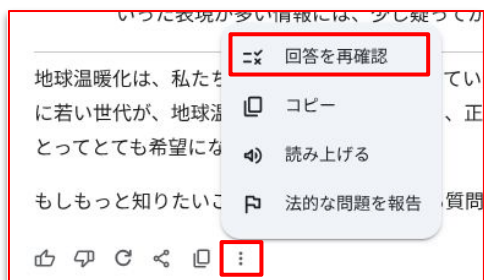 いった表現が多い情報には、少し疑ってか
回答を再確認
地球温暖化は、私たち
てい
コピー
に若い世代が、地球温
、正
読み上げる
とってとても希望にな
法的な問題を報告
もしもっと知りたいこ
質問